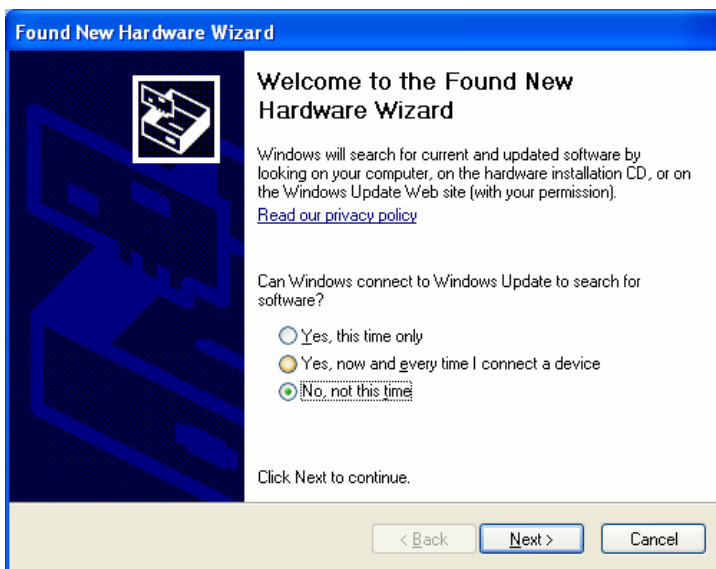 Found New Hardware Wizard
Welcome to the Found New
Hardware Wizard
Windows will search for current and updated software by
looking on your computer, on the hardware installation CD, or on
the Windows Update Web site (with your permission).
Read our privacy policy
Can Windows connect to Windows Update to search for
software?
Yes, this time only
Yes, now and every time I connect a device
No, not this time
Click Next to continue.
< Back Next > Cancel